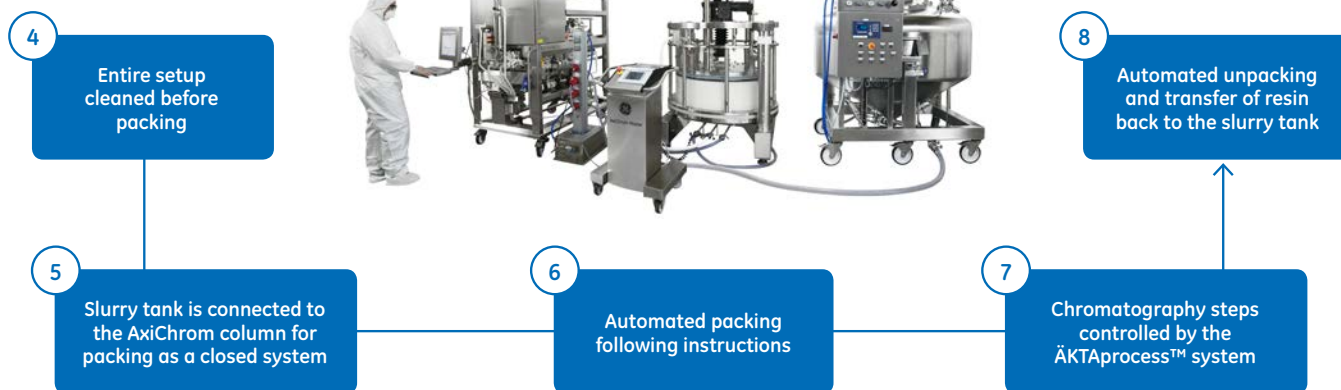 4
Entire setup
cleaned before
packing
8
Automated unpacking
and transfer of resin
back to the slurry tank
5
Slurry tank is connected to
the AxiChrom column for
packing as a closed system
6
Automated packing
following instructions
7
Chromatography steps
controlled by the
ÄKTAprocess™ system